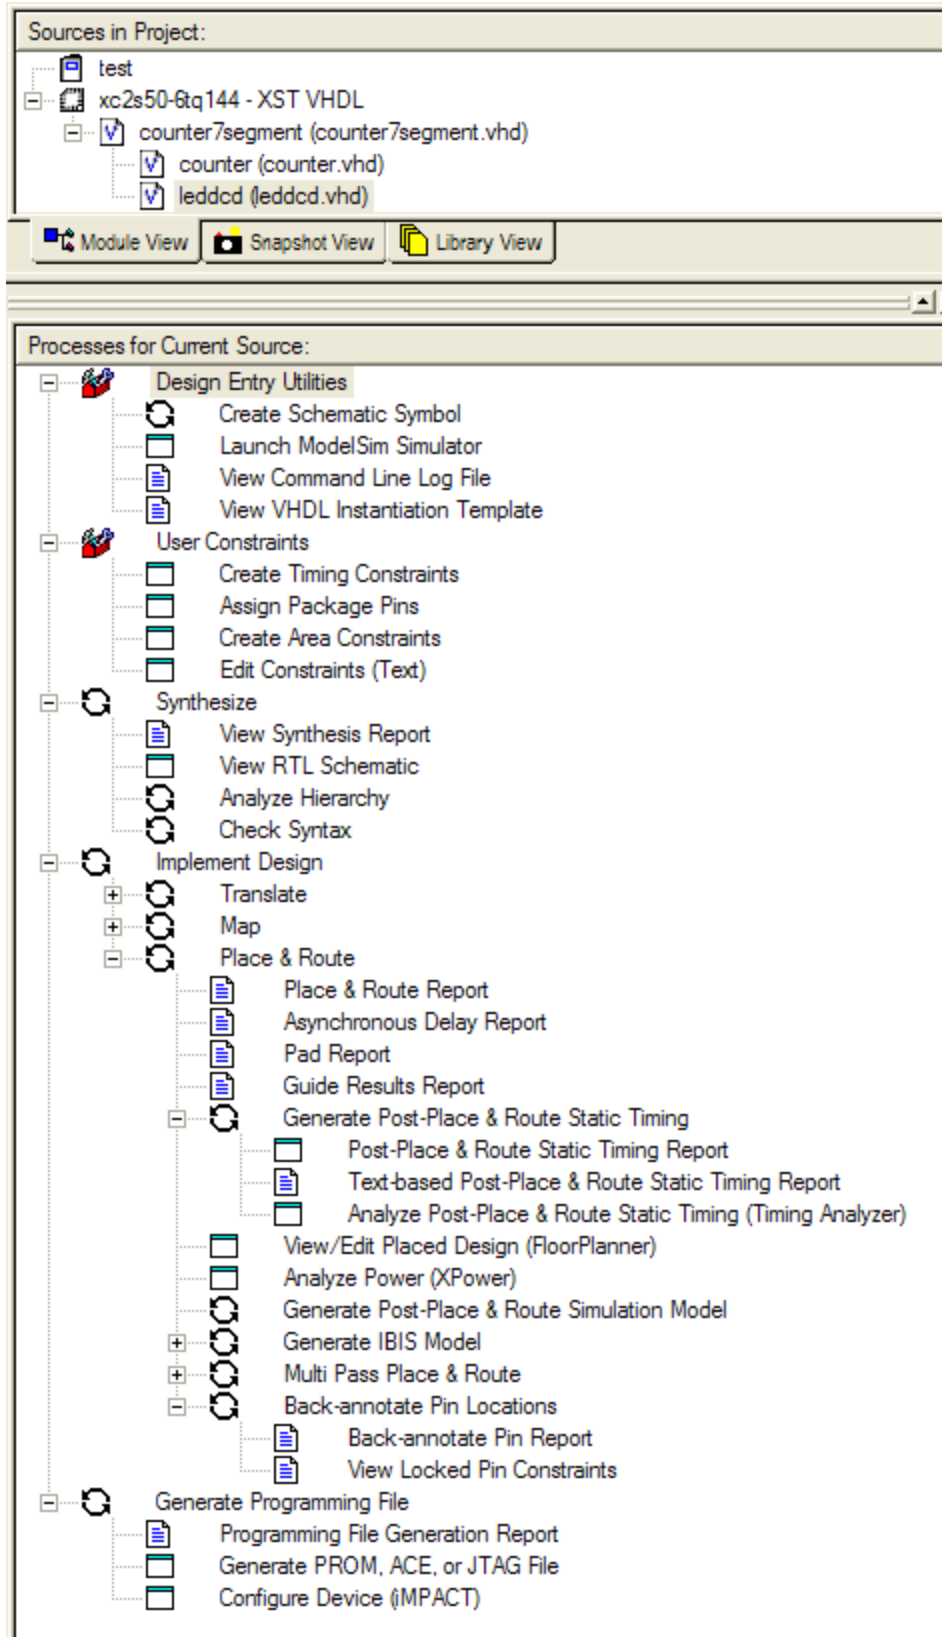 Sources in Project:
test
xc2s50-6tq144 - XST VHDL
counter7segment (counter7segment.vhd)
counter (counter.vhd)
leddcd (leddcd.vhd)
Module View Snapshot View Library View
Processes for Current Source:
Design Entry Utilities
Create Schematic Symbol
Launch ModelSim Simulator
View Command Line Log File
View VHDL Instantiation Template
User Constraints
Create Timing Constraints
Assign Package Pins
Create Area Constraints
Edit Constraints (Text)
Synthesize
View Synthesis Report
View RTL Schematic
Analyze Hierarchy
Check Syntax
Implement Design
Translate
Map
Place & Route
Place & Route Report
Asynchronous Delay Report
Pad Report
Guide Results Report
Generate Post-Place & Route Static Timing
Post-Place & Route Static Timing Report
Text-based Post-Place & Route Static Timing Report
Analyze Post-Place & Route Static Timing (Timing Analyzer)
View/Edit Placed Design (FloorPlanner)
Analyze Power (XPower)
Generate Post-Place & Route Simulation Model
Generate IBIS Model
Multi Pass Place & Route
Back-annotate Pin Locations
Back-annotate Pin Report
View Locked Pin Constraints
Generate Programming File
Programming File Generation Report
Generate PROM, ACE, or JTAG File
Configure Device (iMPACT)